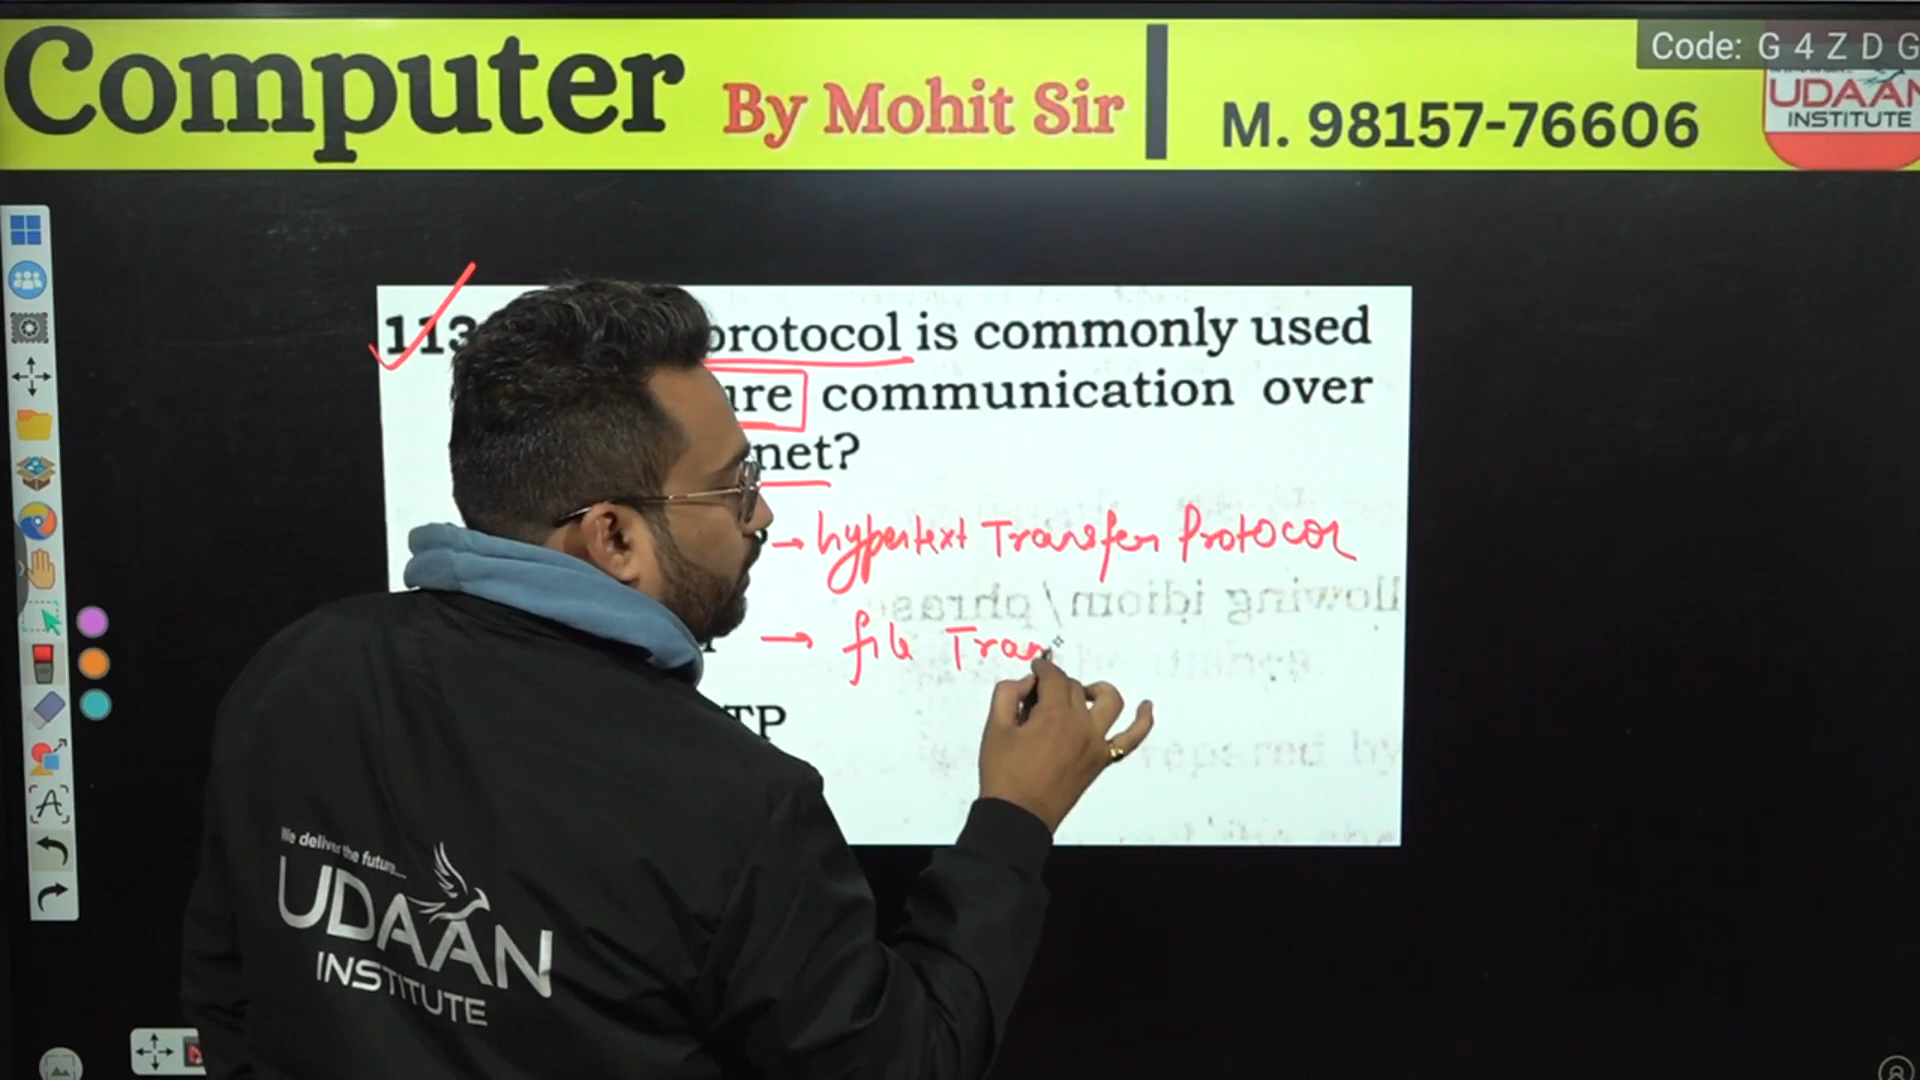 Computer By Mohit Sir M. 98157-76606
Code: G 4 Z D G
UDAAN
INSTITUTE
113 protocol is commonly used
communication over
net?
→ hypertext Transfer Protocol
→ file Tran
TP
We deliver the future....
UDAAN
INSTITUTE